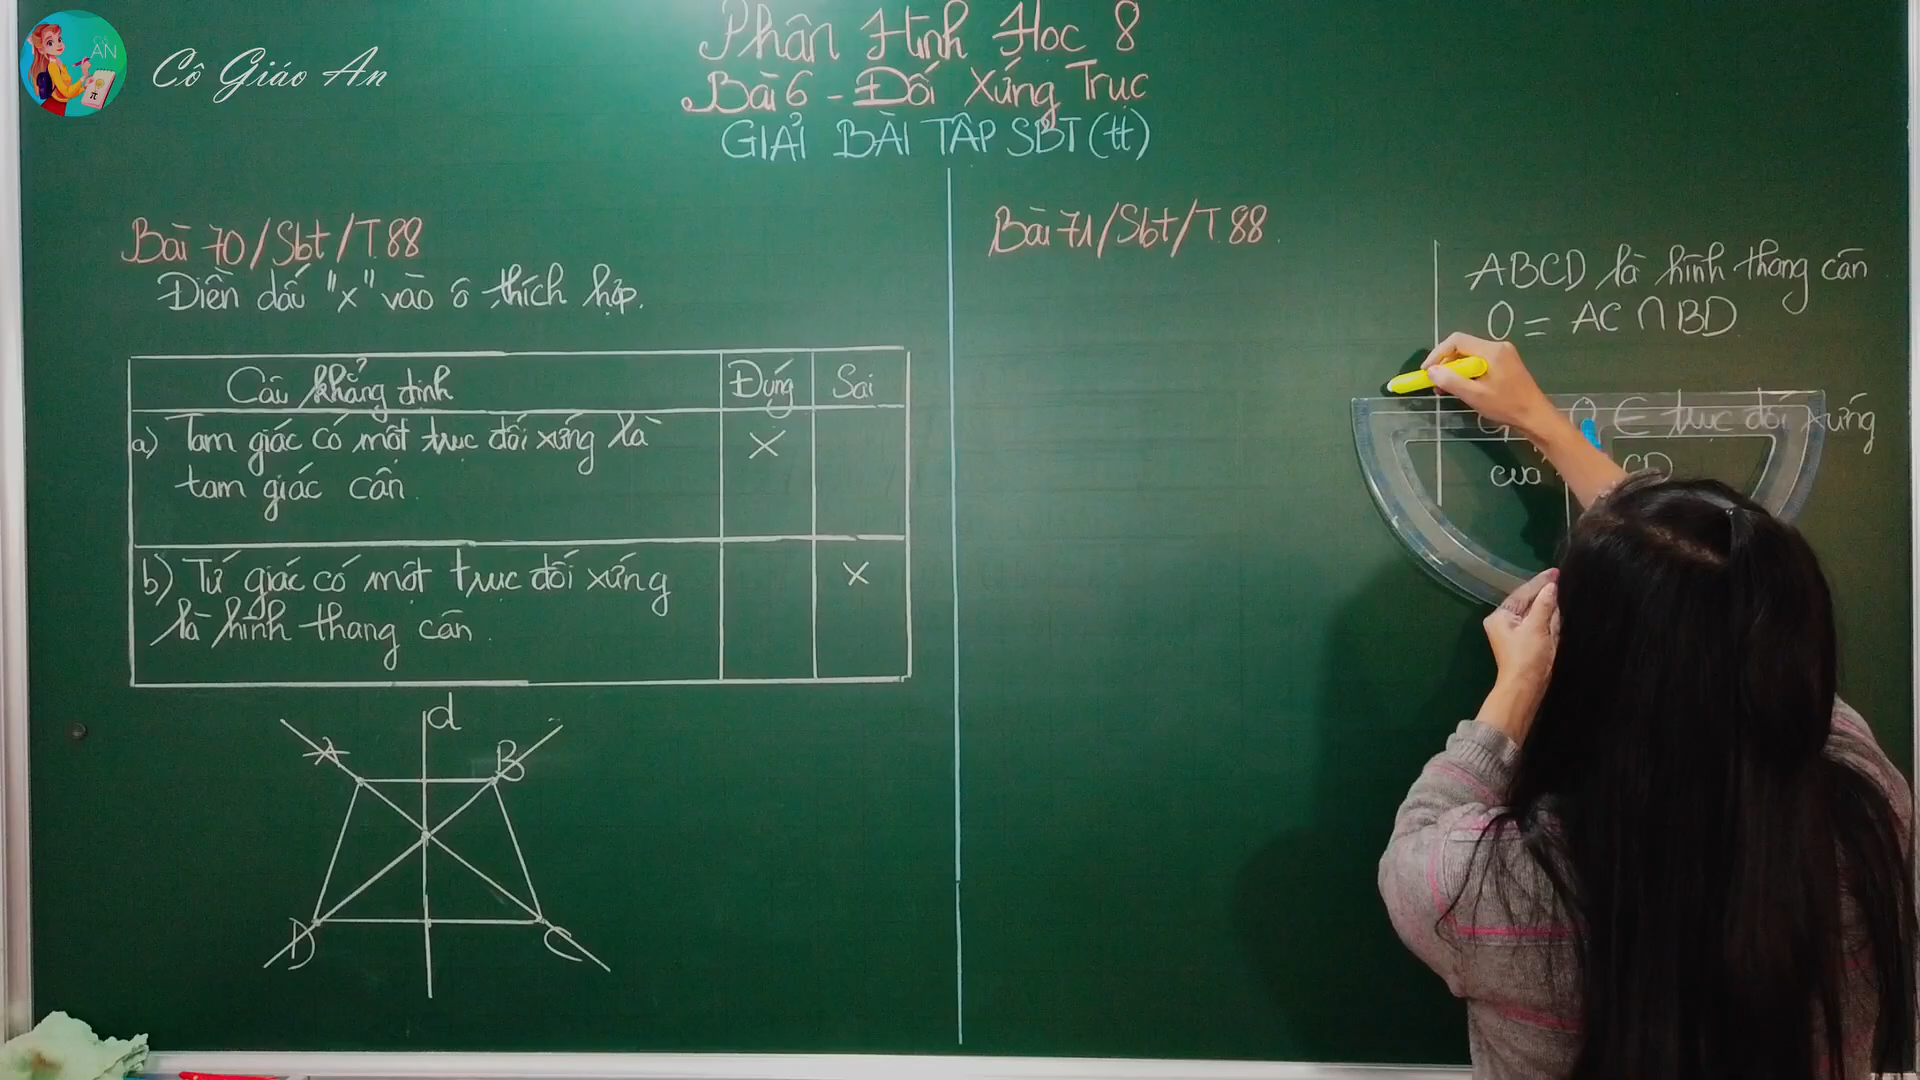 Cô Giáo An
AN
π
Phần Hình Học 8
Bài 6 - Đối Xứng Trục
GIẢI BÀI TẬP SBT (tt)
Bài 70/Sbt/T.88
Điền dấu "x" vào ô thích hợp.
Câu khẳng định Đúng Sai
a) Tam giác có một trục đối xứng là X
tam giác cân.
b) Tứ giác có một trục đối xứng X
là hình thang cân.
d
A B
D C
Bài 71/Sbt/T.88
ABCD là hình thang cân
O = AC ∩ BD
O ∈ trục đối xứng
của CD